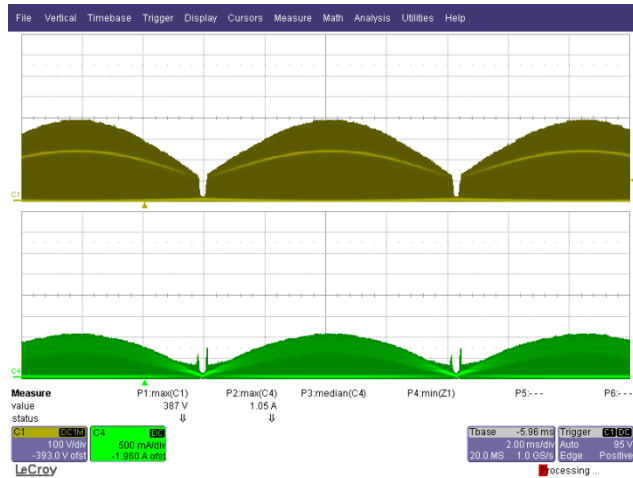 File Vertical Timebase Trigger Display Cursors Measure Math Analysis Utilities Help
C1
C4
Measure P1:max(C1) P2:max(C4) P3:median(C4) P4:min(Z1) P5:- - - P6:- - -
value 387 V 1.05 A
status
C1 DC1M C4 DC Tbase -5.96 ms Trigger C1 DC
100 V/div 500 mA/div 2.00 ms/div Auto 95 V
-393.0 V ofst -1.960 A ofst 20.0 MS 1.0 GS/s Edge Positive
LeCroy Processing ...